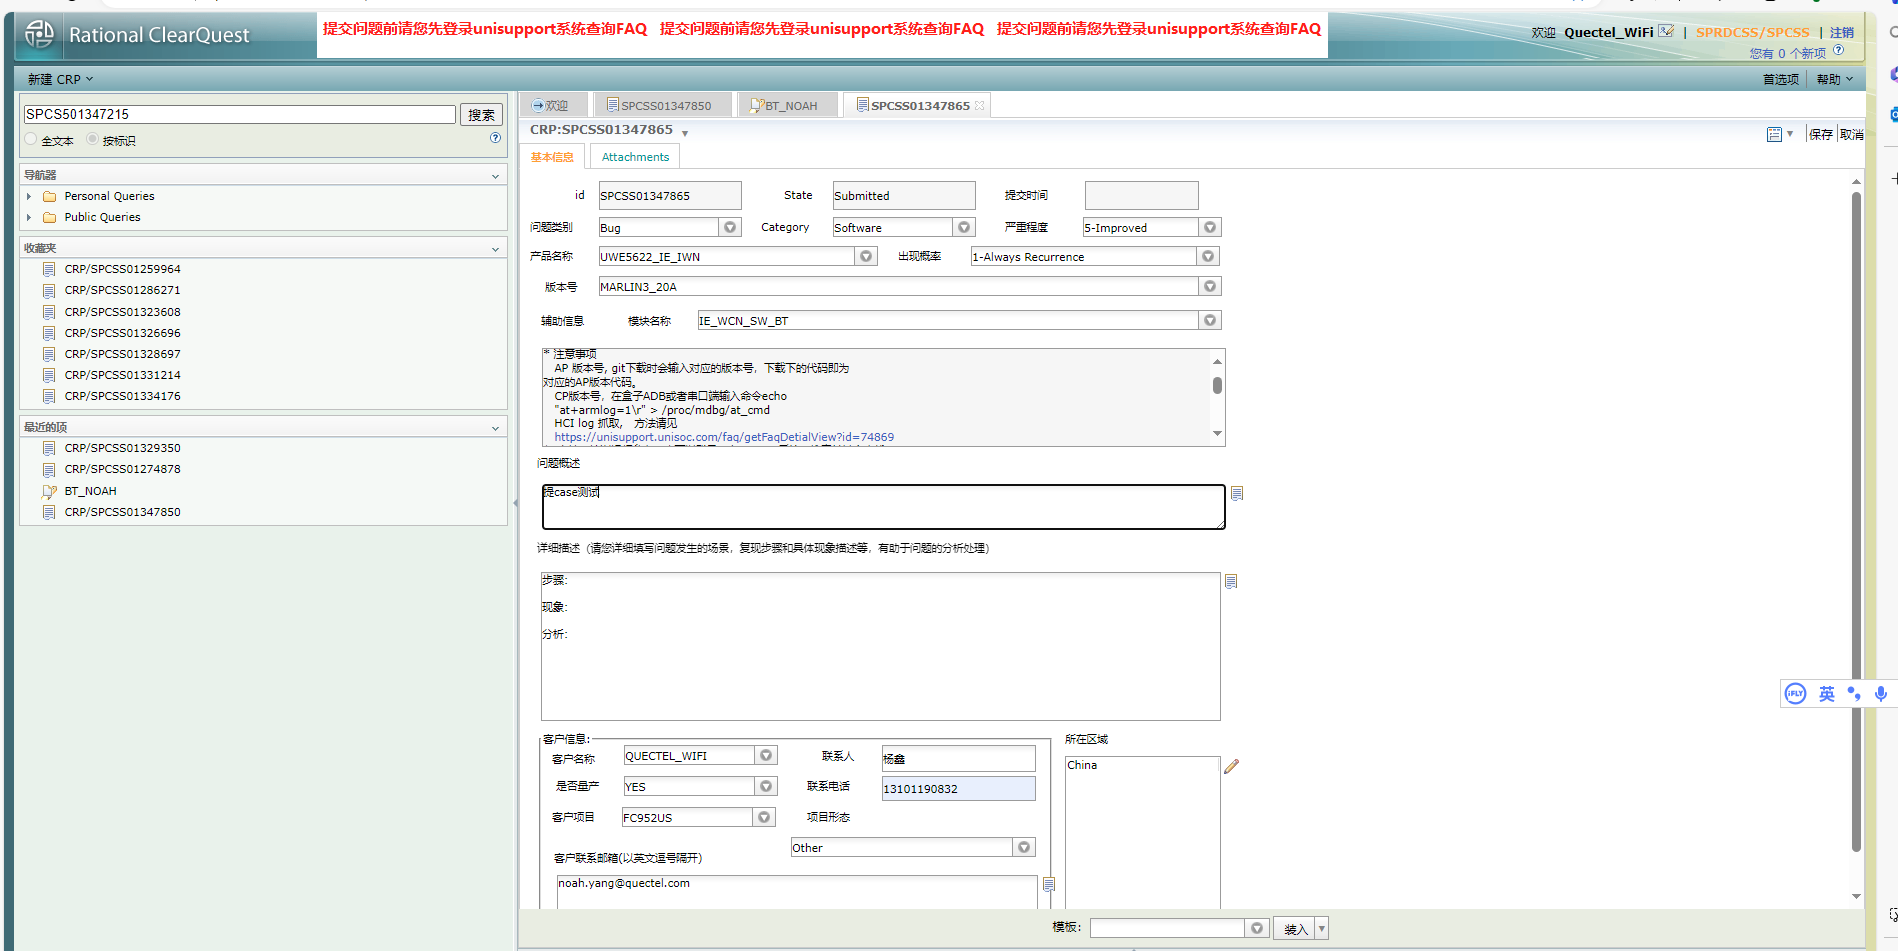 Rational ClearQuest
提交问题前请您先登录unisupport系统查询FAQ 提交问题前请您先登录unisupport系统查询FAQ 提交问题前请您先登录unisupport系统查询FAQ
欢迎 Quectel_WiFi | SPRDCSS/SPCSS | 注销
您有 0 个新项
新建 CRP
首选项 帮助
SPCS501347215 搜索
全文本 按标识
导航器
Personal Queries
Public Queries
收藏夹
CRP/SPCSS01259964
CRP/SPCSS01286271
CRP/SPCSS01323608
CRP/SPCSS01326696
CRP/SPCSS01328697
CRP/SPCSS01331214
CRP/SPCSS01334176
最近的项
CRP/SPCSS01329350
CRP/SPCSS01274878
BT_NOAH
CRP/SPCSS01347850
欢迎 SPCSS01347850 BT_NOAH SPCSS01347865
CRP:SPCSS01347865
保存 取消
基本信息 Attachments
id SPCSS01347865 State Submitted 提交时间
问题类别 Bug Category Software 严重程度 5-Improved
产品名称 UWE5622_IE_IWN 出现概率 1-Always Recurrence
版本号 MARLIN3_20A
辅助信息 模块名称 IE_WCN_SW_BT
* 注意事项
AP 版本号, git下载时会输入对应的版本号，下载下的代码即为
对应的AP版本代码。
CP版本号，在盒子ADB或者串口端输入命令echo
"at+armlog=1\r" > /proc/mdbg/at_cmd
HCI log 抓取， 方法请见
https://unisupport.unisoc.com/faq/getFaqDetialView?id=74869
问题概述
提case测试
详细描述（请您详细填写问题发生的场景，复现步骤和具体现象描述等，有助于问题的分析处理）
步骤:
现象:
分析:
客户信息:
客户名称 QUECTEL_WIFI 联系人 杨鑫
是否量产 YES 联系电话 13101190832
客户项目 FC952US 项目形态
Other
客户联系邮箱(以英文逗号隔开)
noah.yang@quectel.com
所在区域
China
模板: 装入
iFLY 英